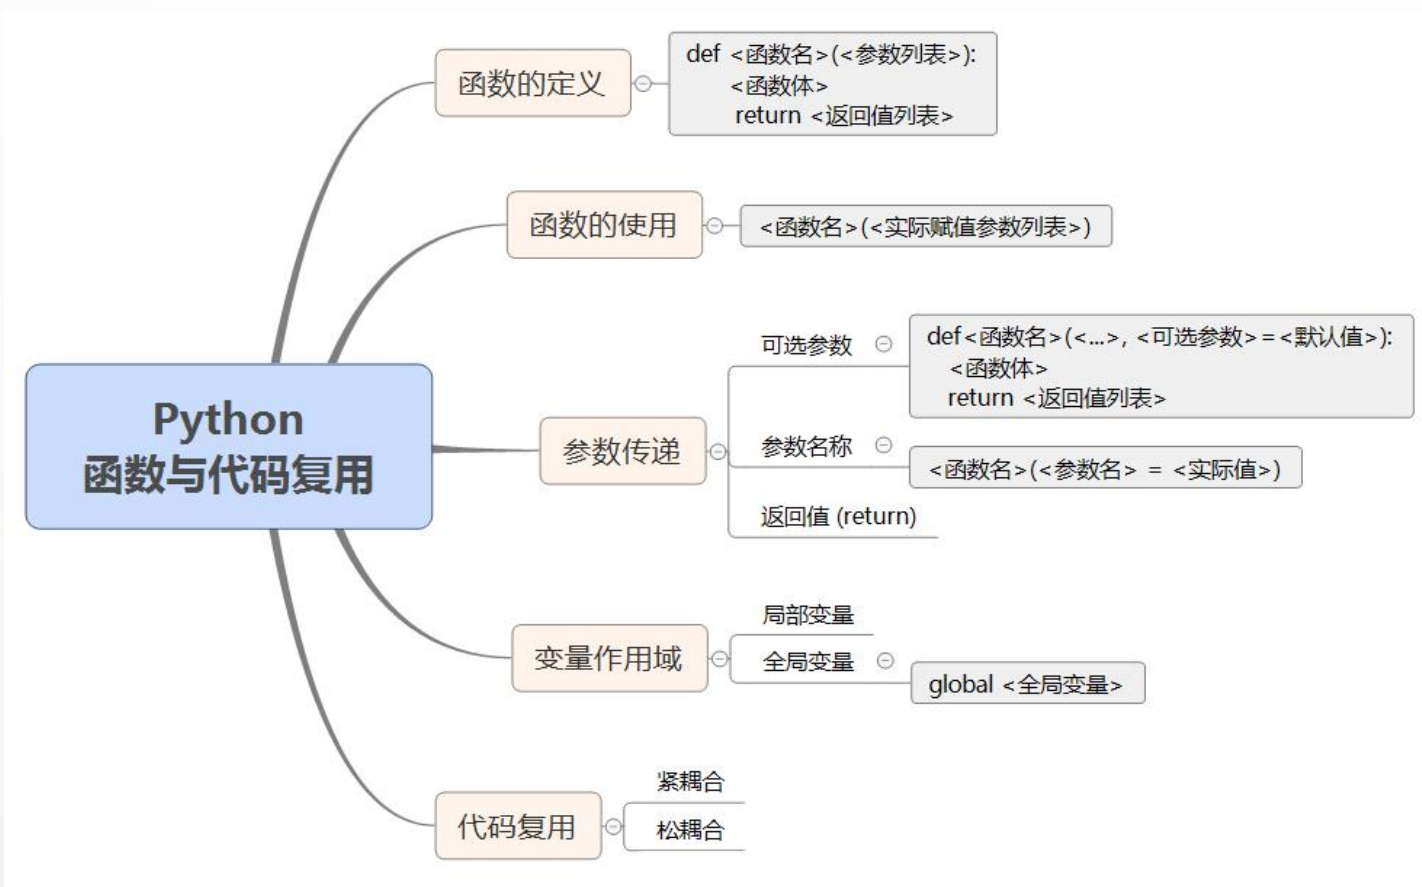 Python
函数与代码复用
函数的定义
def <函数名>(<参数列表>):
<函数体>
return <返回值列表>
函数的使用
<函数名>(<实际赋值参数列表>)
参数传递
可选参数
def<函数名>(<...>, <可选参数>=<默认值>):
<函数体>
return <返回值列表>
参数名称
<函数名>(<参数名> = <实际值>)
返回值 (return)
变量作用域
局部变量
全局变量
global <全局变量>
代码复用
紧耦合
松耦合